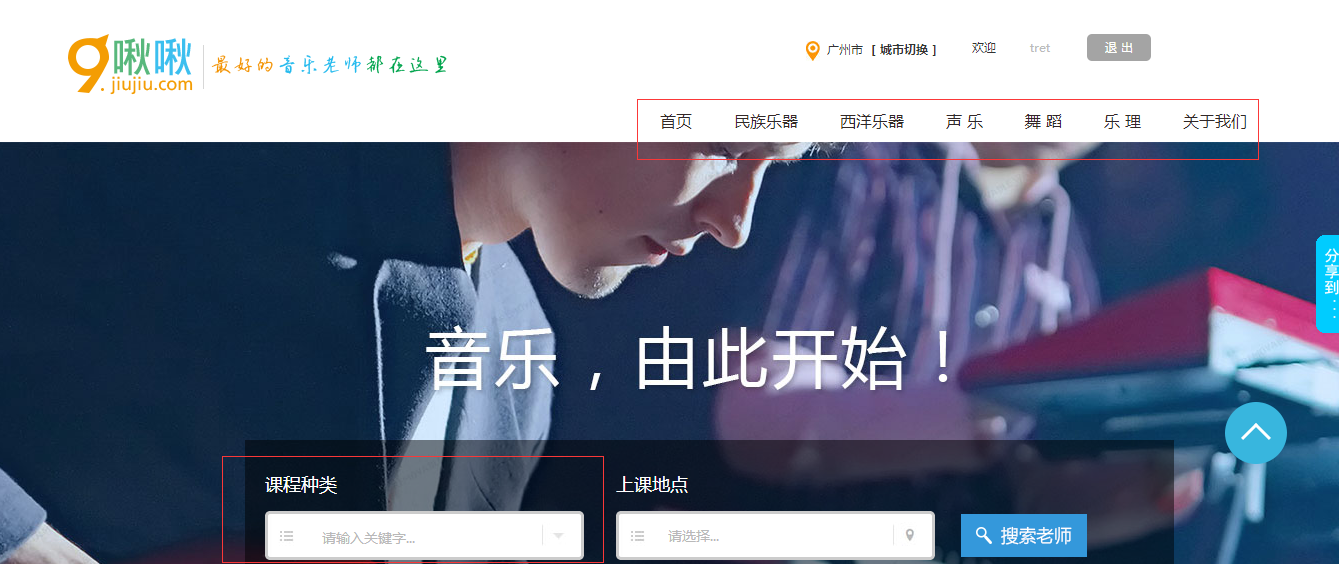 9啾啾
jiujiu.com
最好的音乐老师都在这里
广州市 [ 城市切换 ] 欢迎 tret 退 出
首页 民族乐器 西洋乐器 声 乐 舞 蹈 乐 理 关于我们
分享到：
音乐，由此开始！
课程种类 上课地点
请输入关键字... 请选择... 搜索老师